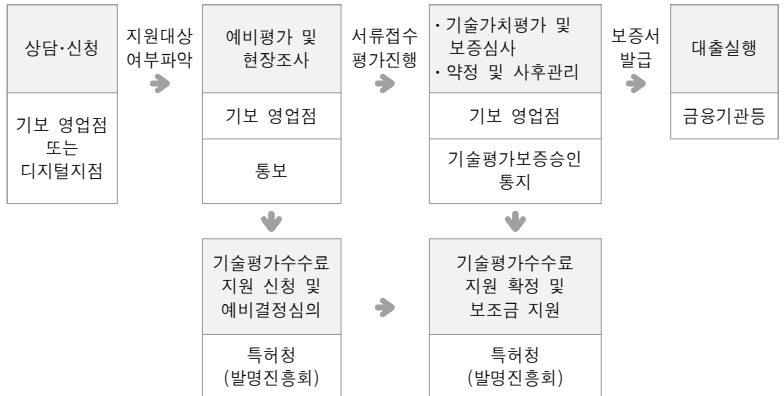 상담·신청
기보 영업점
또는
디지털지점
지원대상
여부파악
예비평가 및
현장조사
기보 영업점
통보
서류접수
평가진행
· 기술가치평가 및
보증심사
· 약정 및 사후관리
기보 영업점
기술평가보증승인
통지
보증서
발급
대출실행
금융기관등
기술평가수수료
지원 신청 및
예비결정심의
특허청
(발명진흥회)
기술평가수수료
지원 확정 및
보조금 지원
특허청
(발명진흥회)